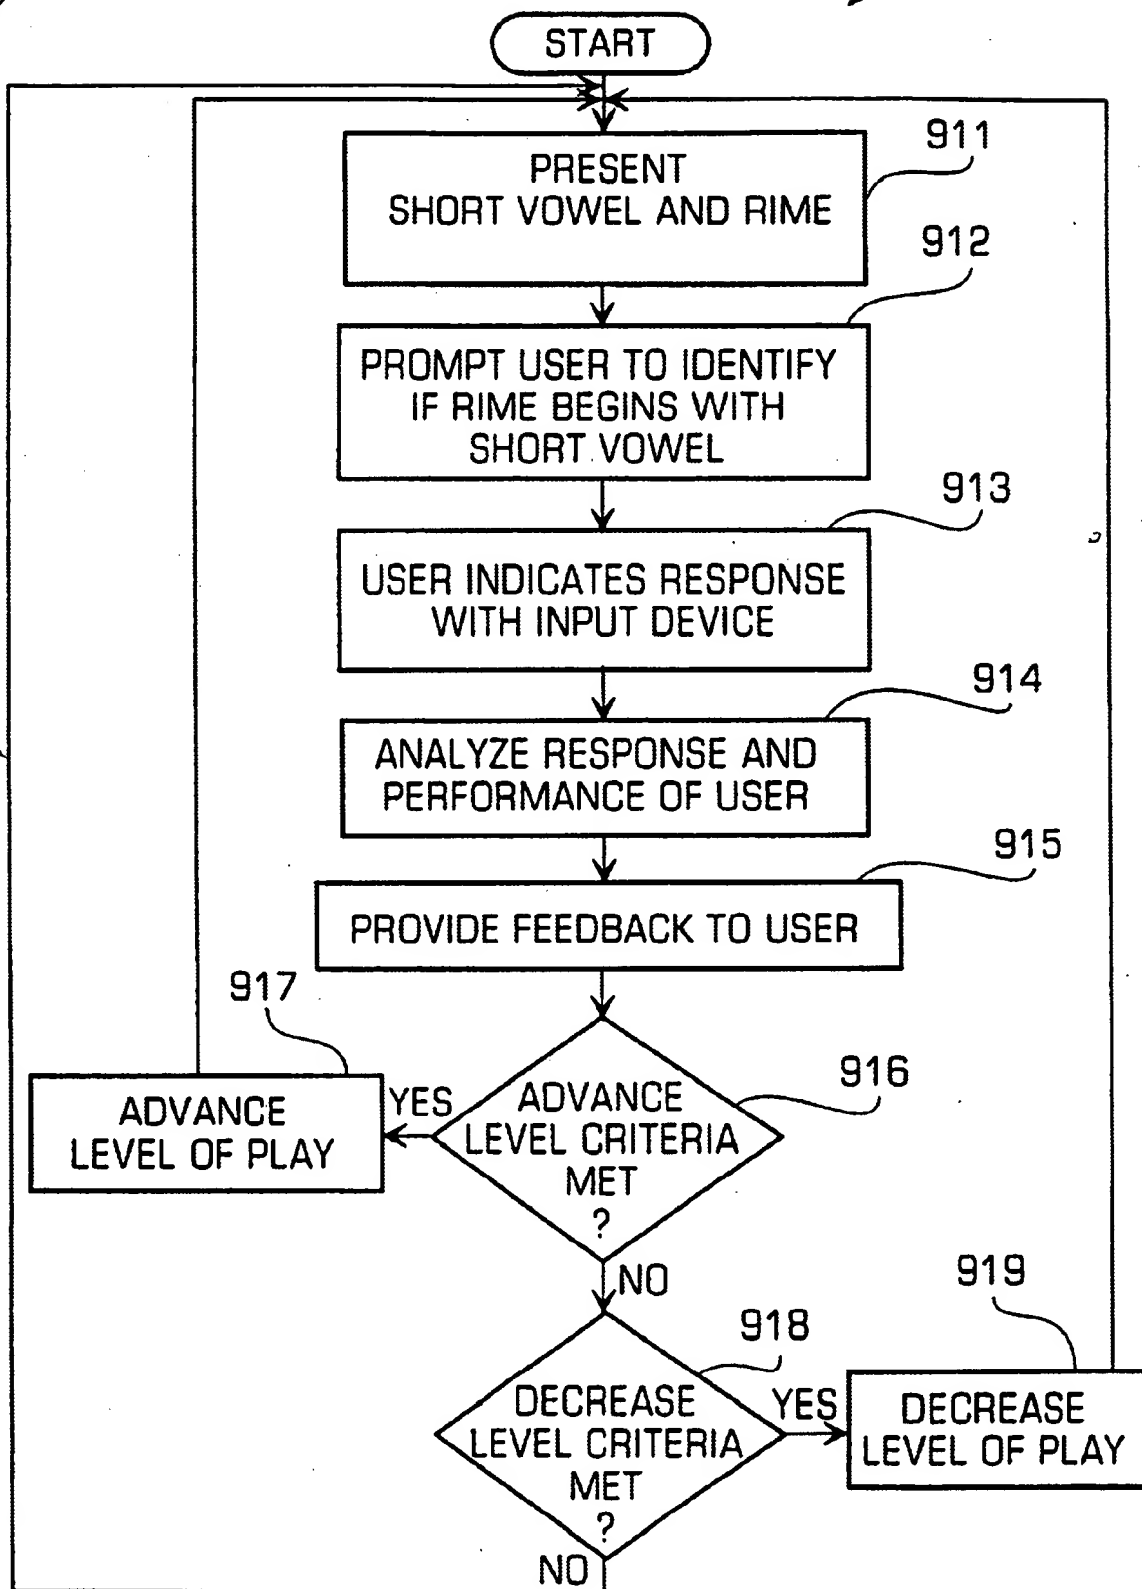 START
911
PRESENT
SHORT VOWEL AND RIME
912
PROMPT USER TO IDENTIFY
IF RIME BEGINS WITH
SHORT VOWEL
913
USER INDICATES RESPONSE
WITH INPUT DEVICE
914
ANALYZE RESPONSE AND
PERFORMANCE OF USER
915
PROVIDE FEEDBACK TO USER
917
916
ADVANCE
LEVEL OF PLAY
YES
ADVANCE
LEVEL CRITERIA
MET
?
NO
919
918
DECREASE
LEVEL CRITERIA
MET
?
YES
DECREASE
LEVEL OF PLAY
NO